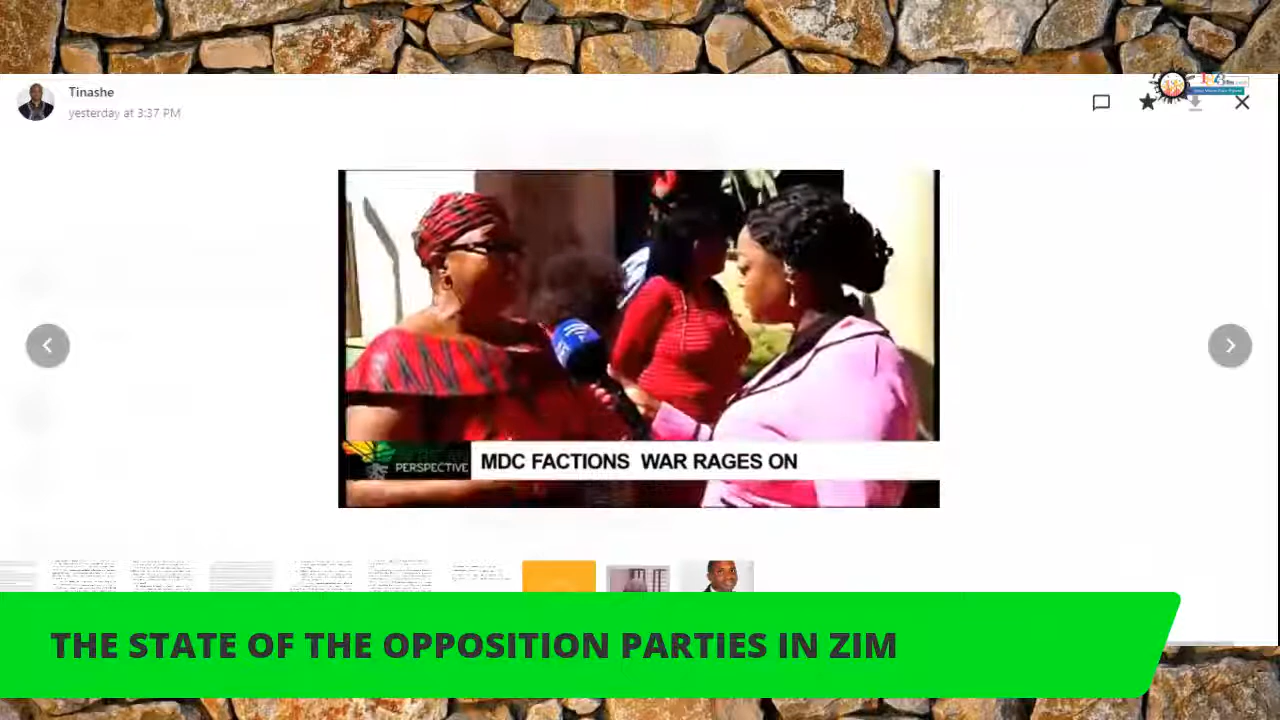 Tinashe
yesterday at 3:37 PM
PERSPECTIVE
MDC FACTIONS WAR RAGES ON
THE STATE OF THE OPPOSITION PARTIES IN ZIM